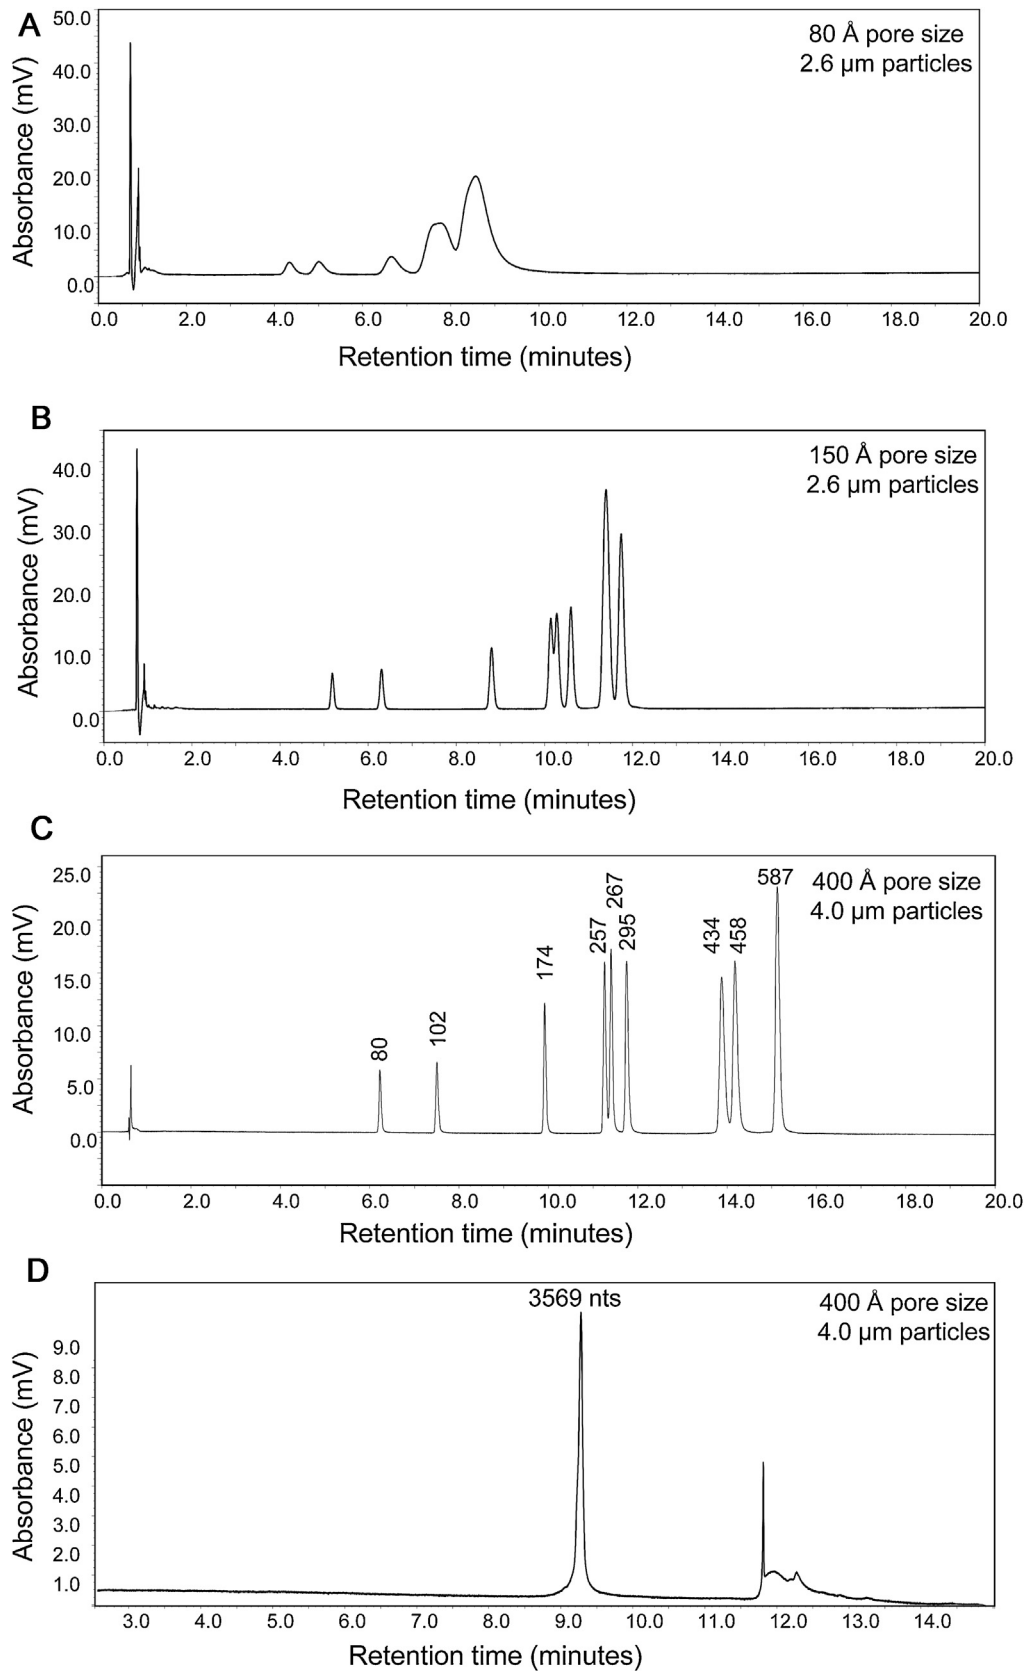 A
80 Å pore size
2.6 µm particles
Absorbance (mV)
50.0
40.0
30.0
20.0
10.0
0.0
0.0 2.0 4.0 6.0 8.0 10.0 12.0 14.0 16.0 18.0 20.0
Retention time (minutes)
B
150 Å pore size
2.6 µm particles
Absorbance (mV)
40.0
30.0
20.0
10.0
0.0
0.0 2.0 4.0 6.0 8.0 10.0 12.0 14.0 16.0 18.0 20.0
Retention time (minutes)
C
400 Å pore size
4.0 µm particles
Absorbance (mV)
25.0
20.0
15.0
10.0
5.0
0.0
80
102
174
257
267
295
434
458
587
0.0 2.0 4.0 6.0 8.0 10.0 12.0 14.0 16.0 18.0 20.0
Retention time (minutes)
D
3569 nts
400 Å pore size
4.0 µm particles
Absorbance (mV)
9.0
8.0
7.0
6.0
5.0
4.0
3.0
2.0
1.0
3.0 4.0 5.0 6.0 7.0 8.0 9.0 10.0 11.0 12.0 13.0 14.0
Retention time (minutes)